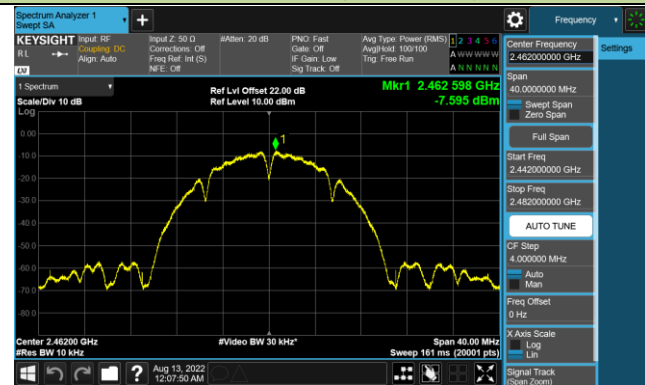 Spectrum Analyzer 1
Swept SA
Frequency
KEYSIGHT
Input: RF
Input Z: 50 Ω
#Atten: 20 dB
PNO: Fast
Avg Type: Power (RMS)
1 2 3 4 5 6
RL
Coupling: DC
Corrections: Off
Gate: Off
Avg|Hold: 100/100
A W W W W W
Align: Auto
Freq Ref: Int (S)
IF Gain: Low
Trig: Free Run
NFE: Off
Sig Track: Off
A N N N N N
LXI
Center Frequency
2.462000000 GHz
Settings
Span
40.0000000 MHz
Swept Span
Zero Span
Full Span
Start Freq
2.442000000 GHz
Stop Freq
2.482000000 GHz
AUTO TUNE
CF Step
4.000000 MHz
Auto
Man
Freq Offset
0 Hz
X Axis Scale
Log
Lin
Signal Track
(Span Zoom)
1 Spectrum
Ref Lvl Offset 22.00 dB
Mkr1 2.462 598 GHz
Scale/Div 10 dB
Ref Level 10.00 dBm
-7.595 dBm
Log
1
0.00
-10.0
-20.0
-30.0
-40.0
-50.0
-60.0
-70.0
-80.0
Center 2.46200 GHz
#Video BW 30 kHz*
Span 40.00 MHz
#Res BW 10 kHz
Sweep 161 ms (20001 pts)
?
Aug 13, 2022
12:07:50 AM